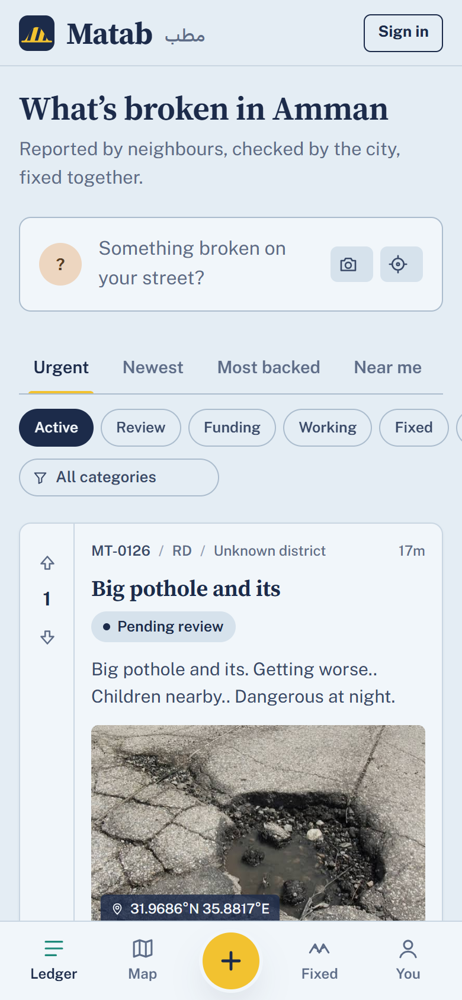 Matab مطب
Sign in
What's broken in Amman
Reported by neighbours, checked by the city,
fixed together.
?
Something broken on
your street?
Urgent Newest Most backed Near me
Active Review Funding Working Fixed
All categories
MT-0126 / RD / Unknown district 17m
Big pothole and its
1
Pending review
Big pothole and its. Getting worse..
Children nearby.. Dangerous at night.
31.9686°N 35.8817°E
Ledger Map Fixed You